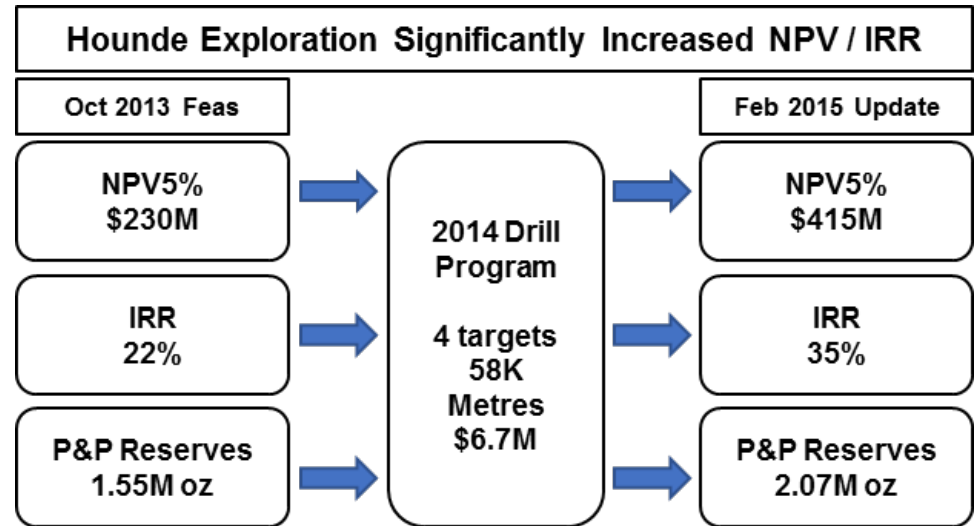 Hounde Exploration Significantly Increased NPV / IRR
Oct 2013 Feas
NPV5%
$230M
IRR
22%
P&P Reserves
1.55M oz
2014 Drill
Program
4 targets
58K
Metres
$6.7M
Feb 2015 Update
NPV5%
$415M
IRR
35%
P&P Reserves
2.07M oz